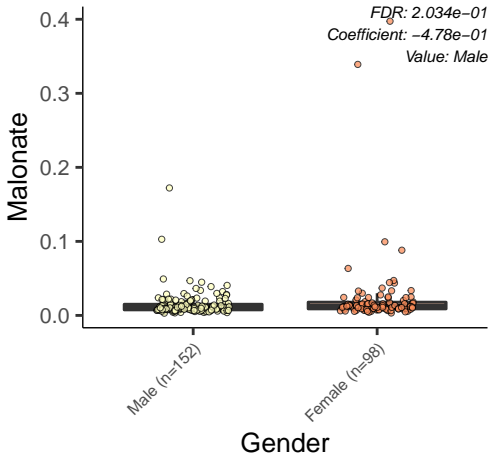 FDR: 2.034e−01
Coefficient: −4.78e−01
Value: Male
Malonate
0.4
0.3
0.2
0.1
0.0
Male (n=152)
Female (n=98)
Gender